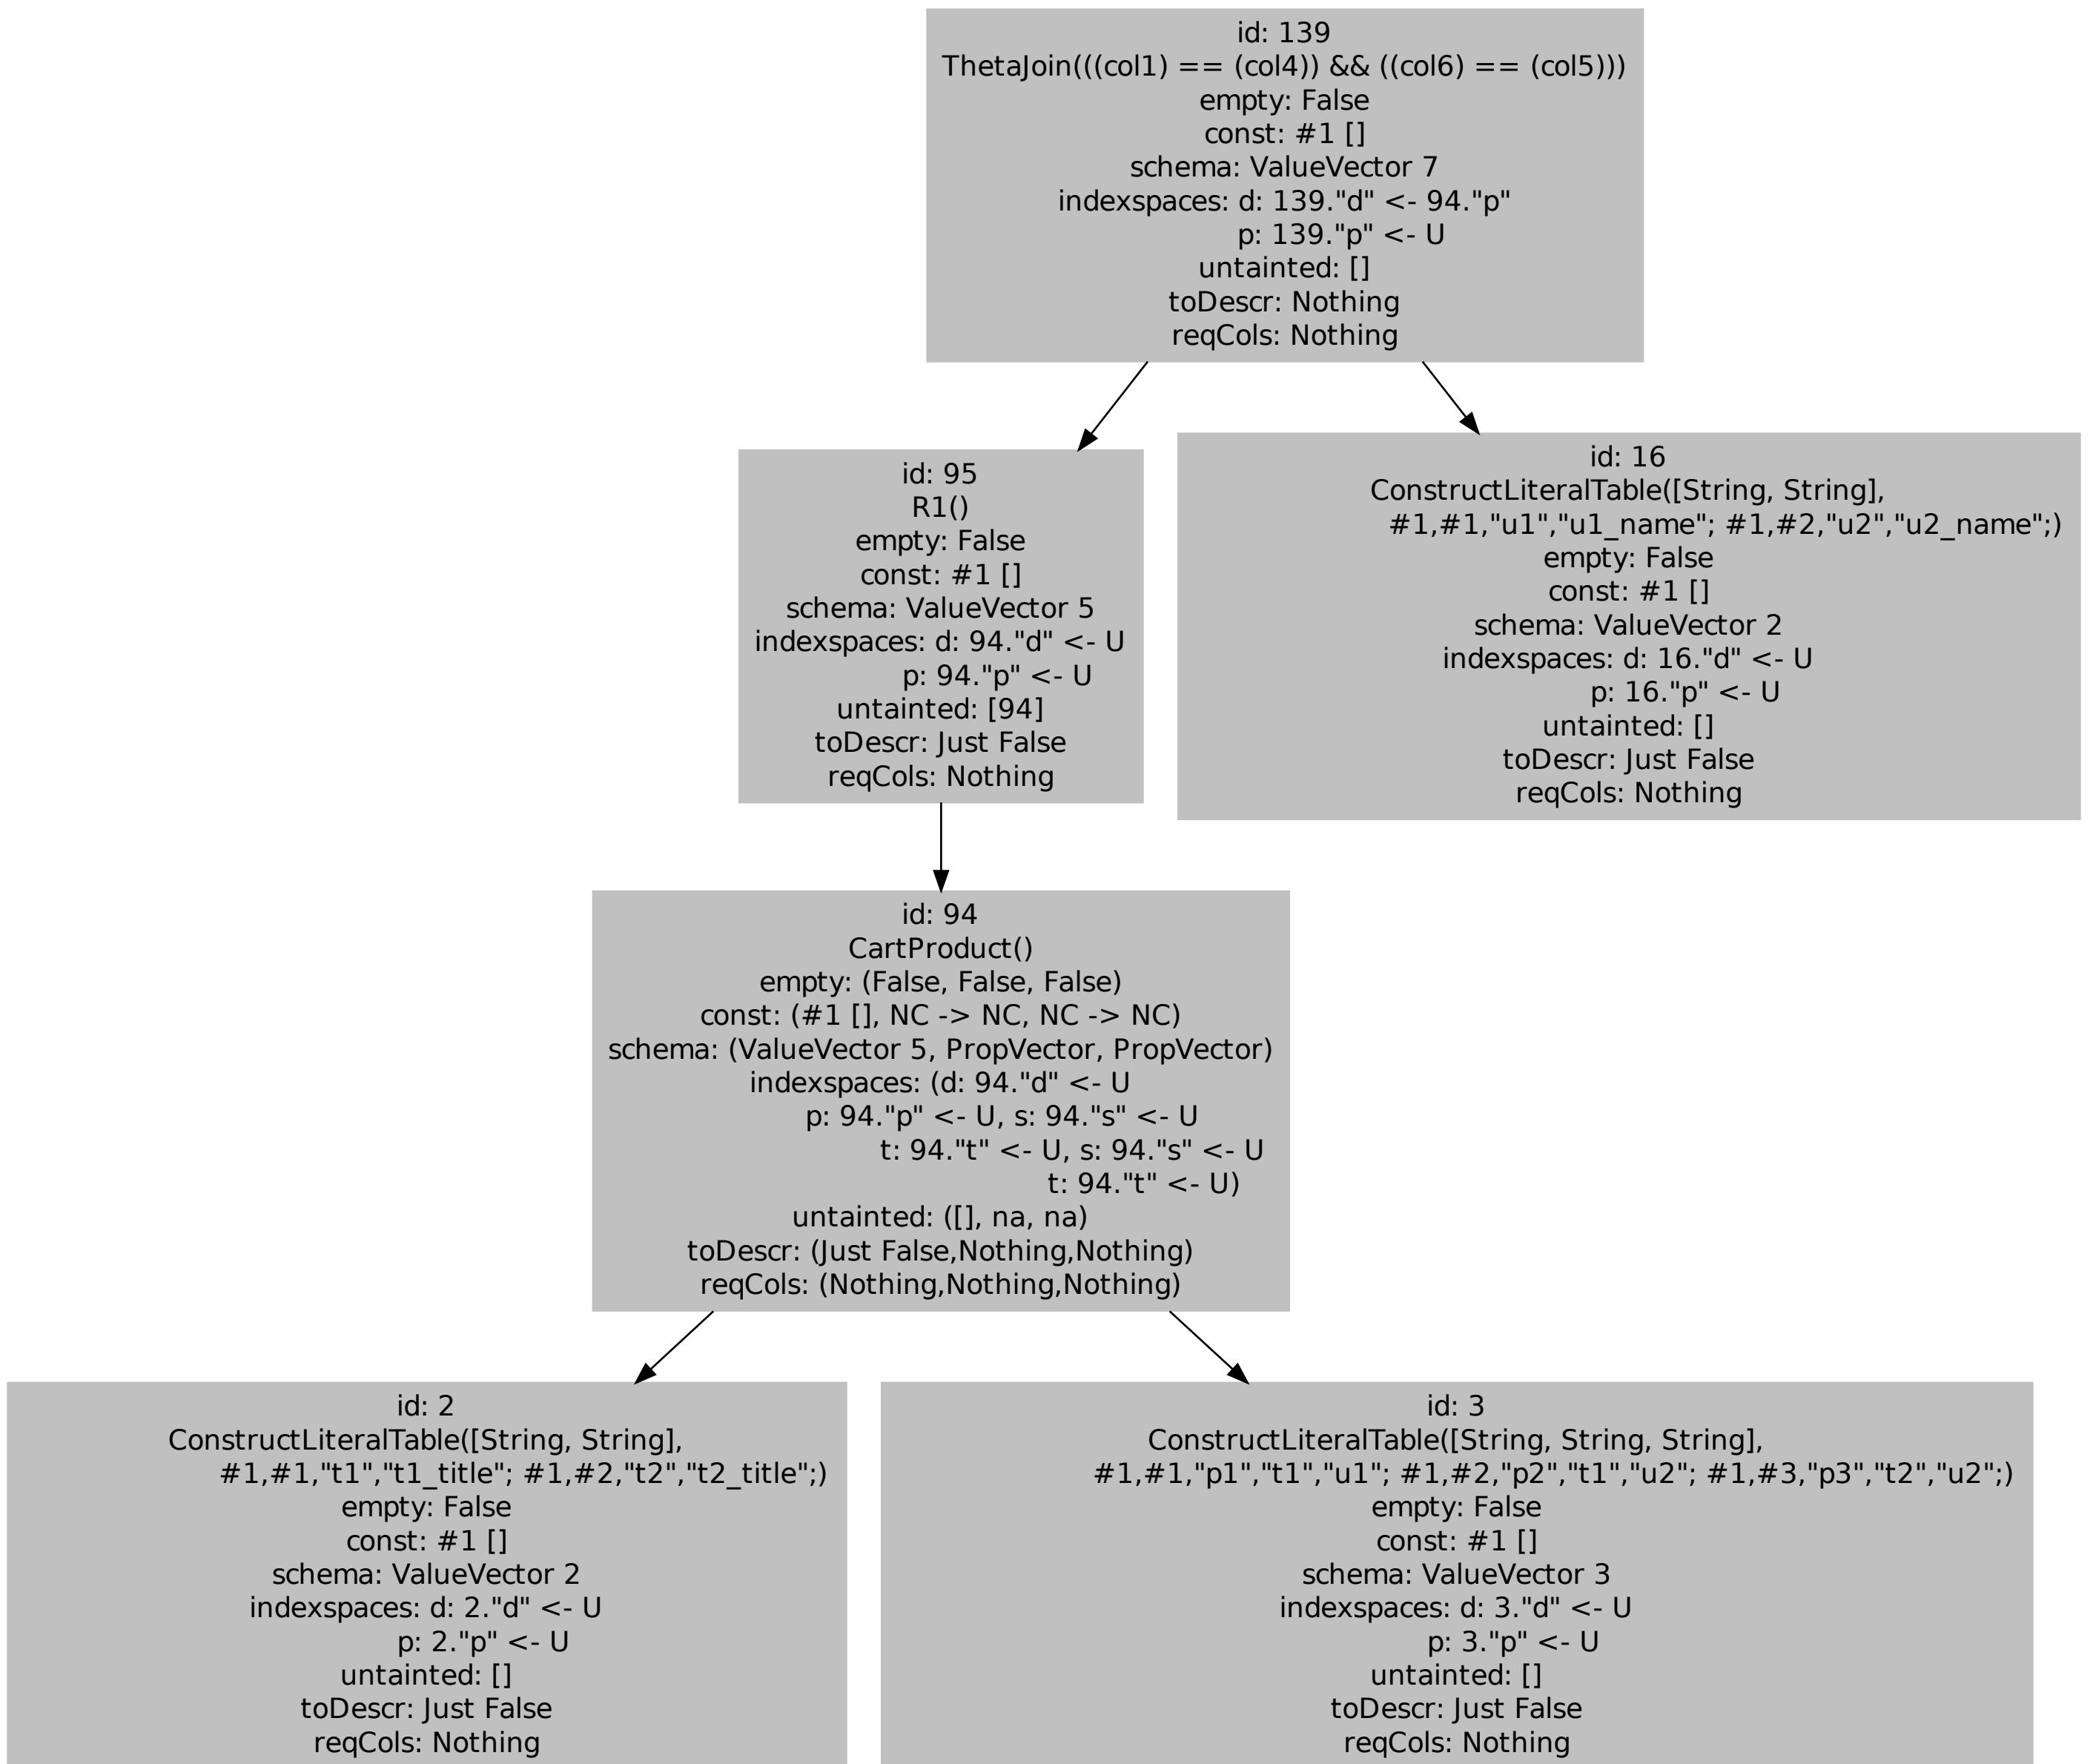 id: 139
ThetaJoin(((col1) == (col4)) && ((col6) == (col5)))
empty: False
const: #1 []
schema: ValueVector 7
indexspaces: d: 139."d" <- 94."p"
p: 139."p" <- U
untainted: []
toDescr: Nothing
reqCols: Nothing
id: 95
R1()
empty: False
const: #1 []
schema: ValueVector 5
indexspaces: d: 94."d" <- U
p: 94."p" <- U
untainted: [94]
toDescr: Just False
reqCols: Nothing
id: 16
ConstructLiteralTable([String, String],
#1,#1,"u1","u1_name"; #1,#2,"u2","u2_name";)
empty: False
const: #1 []
schema: ValueVector 2
indexspaces: d: 16."d" <- U
p: 16."p" <- U
untainted: []
toDescr: Just False
reqCols: Nothing
id: 94
CartProduct()
empty: (False, False, False)
const: (#1 [], NC -> NC, NC -> NC)
schema: (ValueVector 5, PropVector, PropVector)
indexspaces: (d: 94."d" <- U
p: 94."p" <- U, s: 94."s" <- U
t: 94."t" <- U, s: 94."s" <- U
t: 94."t" <- U)
untainted: ([], na, na)
toDescr: (Just False,Nothing,Nothing)
reqCols: (Nothing,Nothing,Nothing)
id: 2
ConstructLiteralTable([String, String],
#1,#1,"t1","t1_title"; #1,#2,"t2","t2_title";)
empty: False
const: #1 []
schema: ValueVector 2
indexspaces: d: 2."d" <- U
p: 2."p" <- U
untainted: []
toDescr: Just False
reqCols: Nothing
id: 3
ConstructLiteralTable([String, String, String],
#1,#1,"p1","t1","u1"; #1,#2,"p2","t1","u2"; #1,#3,"p3","t2","u2";)
empty: False
const: #1 []
schema: ValueVector 3
indexspaces: d: 3."d" <- U
p: 3."p" <- U
untainted: []
toDescr: Just False
reqCols: Nothing